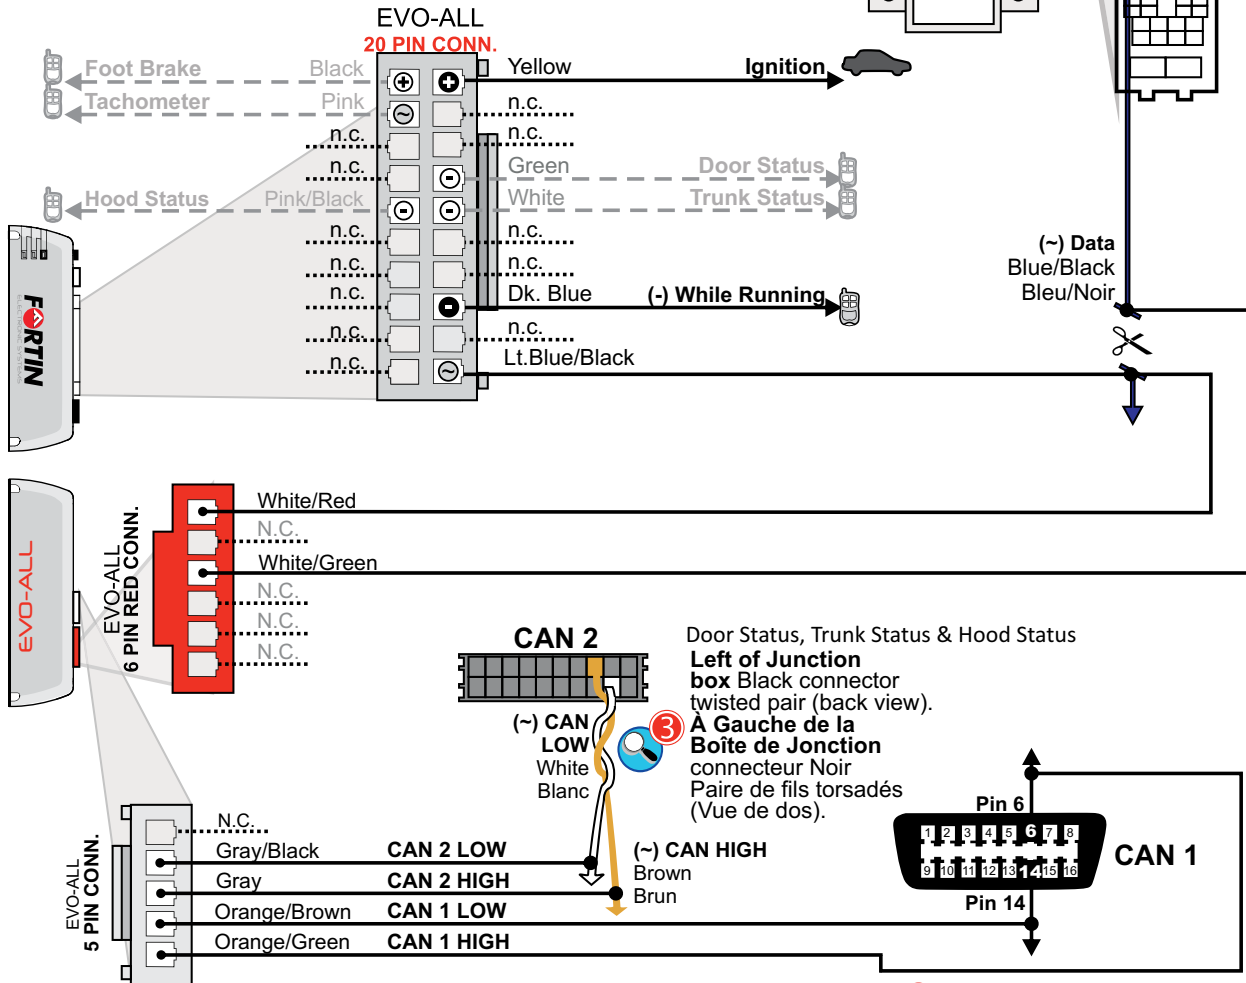 EVO-ALL
20 PIN CONN.
Foot Brake Black
Yellow Ignition
Tachometer Pink
n.c.
n.c.
n.c.
n.c.
Green Door Status
Hood Status Pink/Black
White Trunk Status
n.c.
n.c.
n.c.
n.c.
n.c.
Dk. Blue (-) While Running
n.c.
n.c.
n.c.
Lt.Blue/Black
(~) Data
Blue/Black
Bleu/Noir
FORTIN
EVO-ALL
EVO-ALL
6 PIN RED CONN.
White/Red
N.C.
White/Green
N.C.
N.C.
N.C.
CAN 2
Door Status, Trunk Status & Hood Status
Left of Junction
box Black connector
twisted pair (back view).
3
À Gauche de la
Boîte de Jonction
connecteur Noir
Paire de fils torsadés
(Vue de dos).
(~) CAN
LOW
White
Blanc
(~) CAN HIGH
Brown
Brun
EVO-ALL
5 PIN CONN.
N.C.
Gray/Black CAN 2 LOW
Gray CAN 2 HIGH
Orange/Brown CAN 1 LOW
Orange/Green CAN 1 HIGH
Pin 6
1 2 3 4 5 6 7 8
9 10 11 12 13 14 15 16
Pin 14
CAN 1